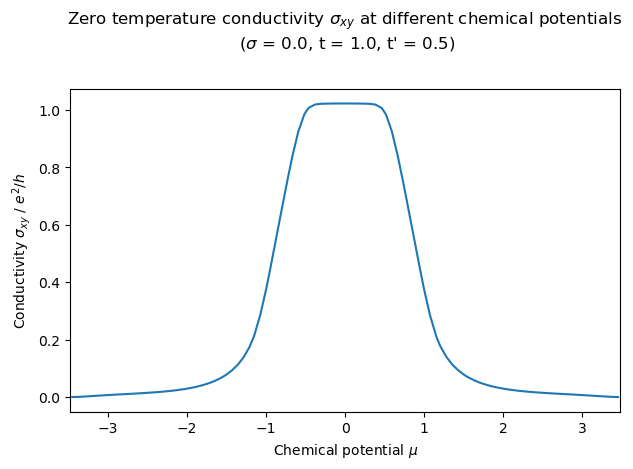 Zero temperature conductivity σxy at different chemical potentials
(σ = 0.0, t = 1.0, t' = 0.5)
Conductivity σxy / e²/h
1.0
0.8
0.6
0.4
0.2
0.0
−3 −2 −1 0 1 2 3
Chemical potential μ